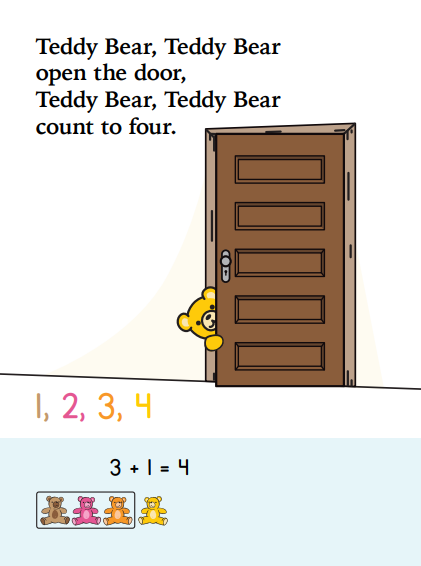 Teddy Bear, Teddy Bear
open the door,
Teddy Bear, Teddy Bear
count to four.
1, 2, 3, 4
3 + 1 = 4